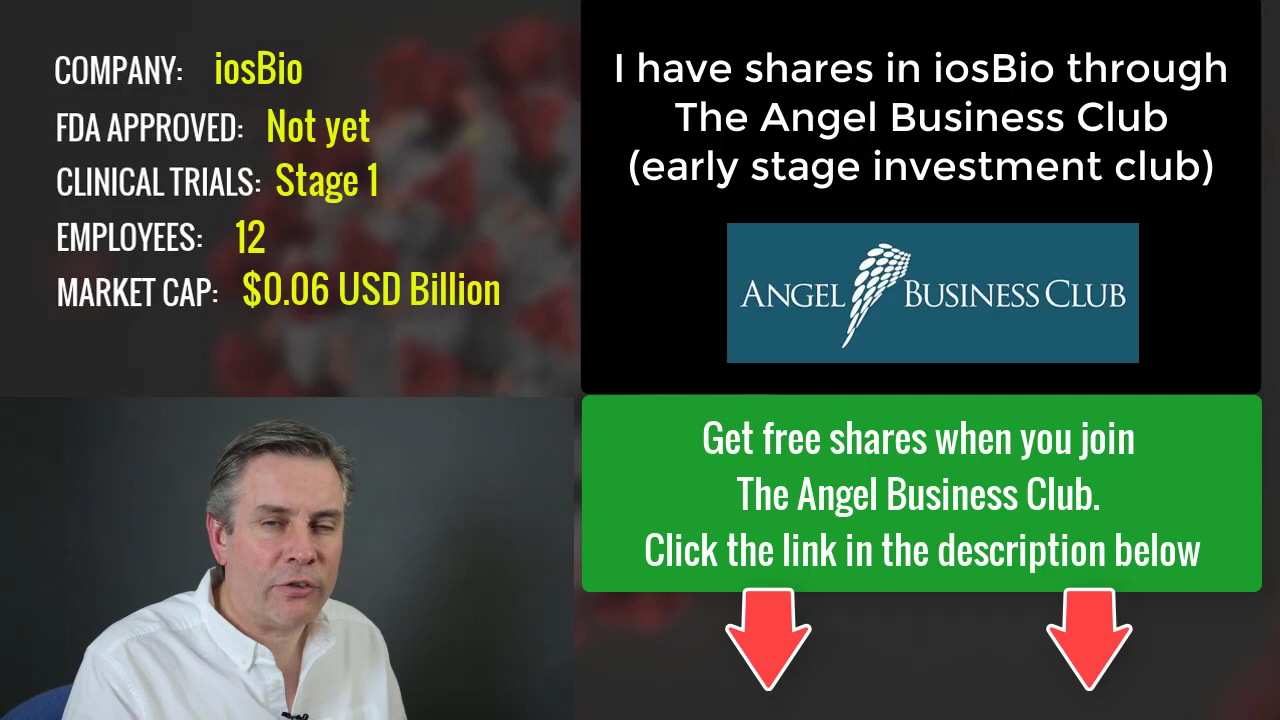 COMPANY: iosBio
FDA APPROVED: Not yet
CLINICAL TRIALS: Stage 1
EMPLOYEES: 12
MARKET CAP: $0.06 USD Billion
I have shares in iosBio through
The Angel Business Club
(early stage investment club)
ANGEL BUSINESS CLUB
Get free shares when you join
The Angel Business Club.
Click the link in the description below